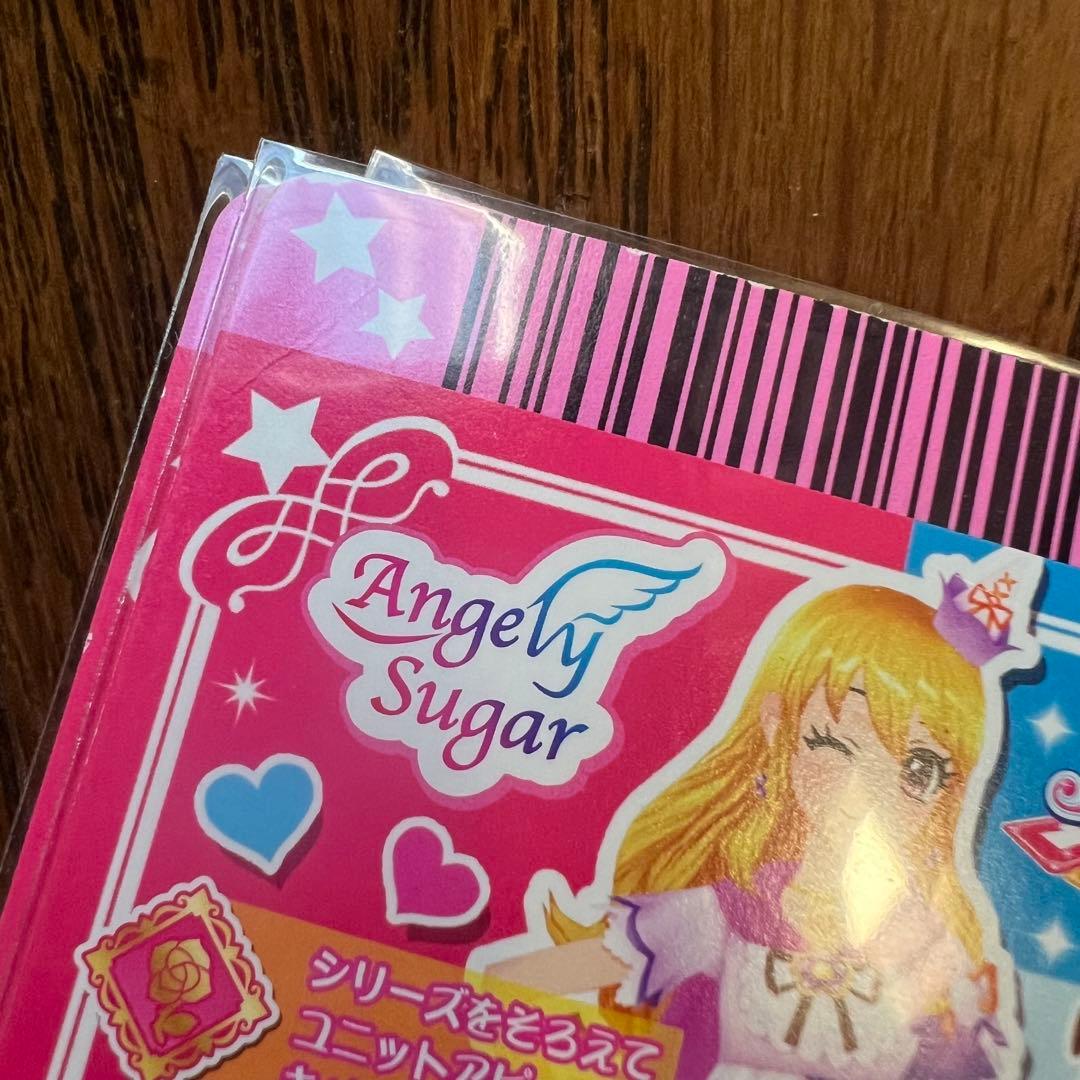 Angely
Sugar
シリーズをそろえて
ユニットアピ